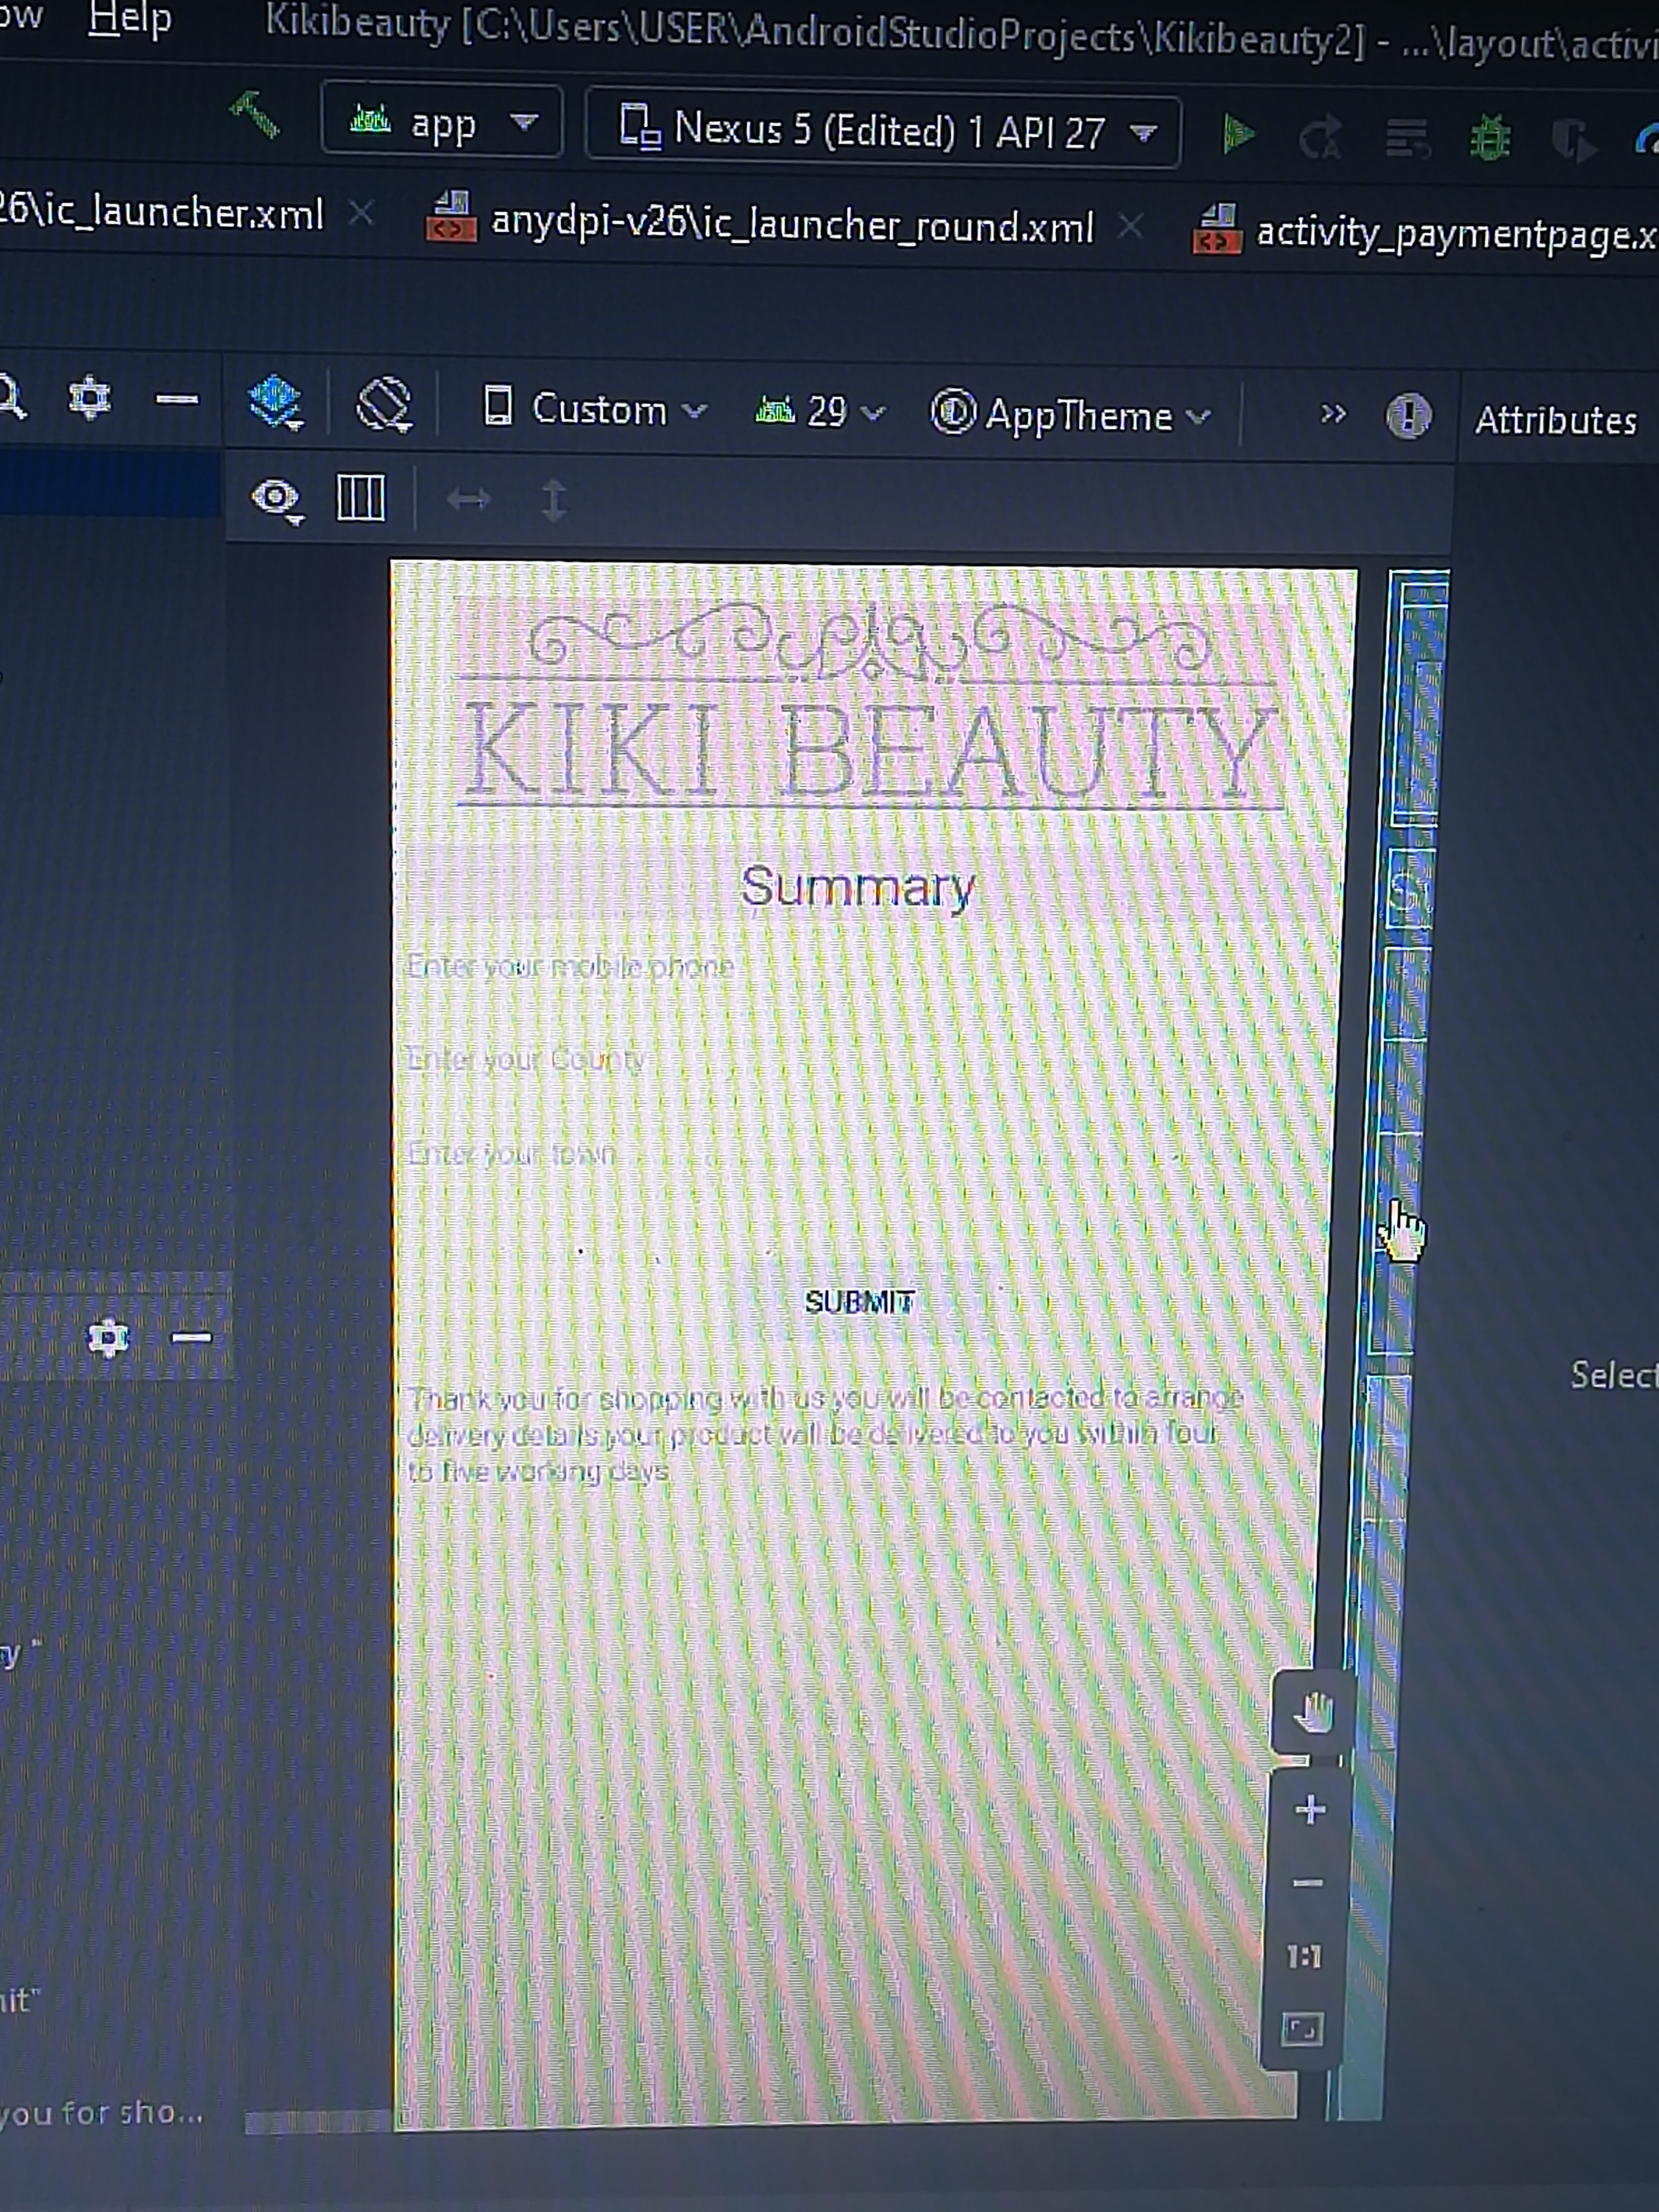 Help
Kikibeauty [C:\Users\USER\AndroidStudioProjects\Kikibeauty2] - ...\layout\activi
app
Nexus 5 (Edited) 1 API 27
26\ic_launcher.xml
anydpi-v26\ic_launcher_round.xml
activity_paymentpage.x
Custom
29
AppTheme
Attributes
KIKI BEAUTY
Summary
Enter your mobile phone
Enter your County
Enter your town
SUBMIT
Select
Thank you for shopping with us you will be contacted to arrange
delivery details your product will be delivered to you within four
to five working days
y "
1:1
nit"
you for sho...